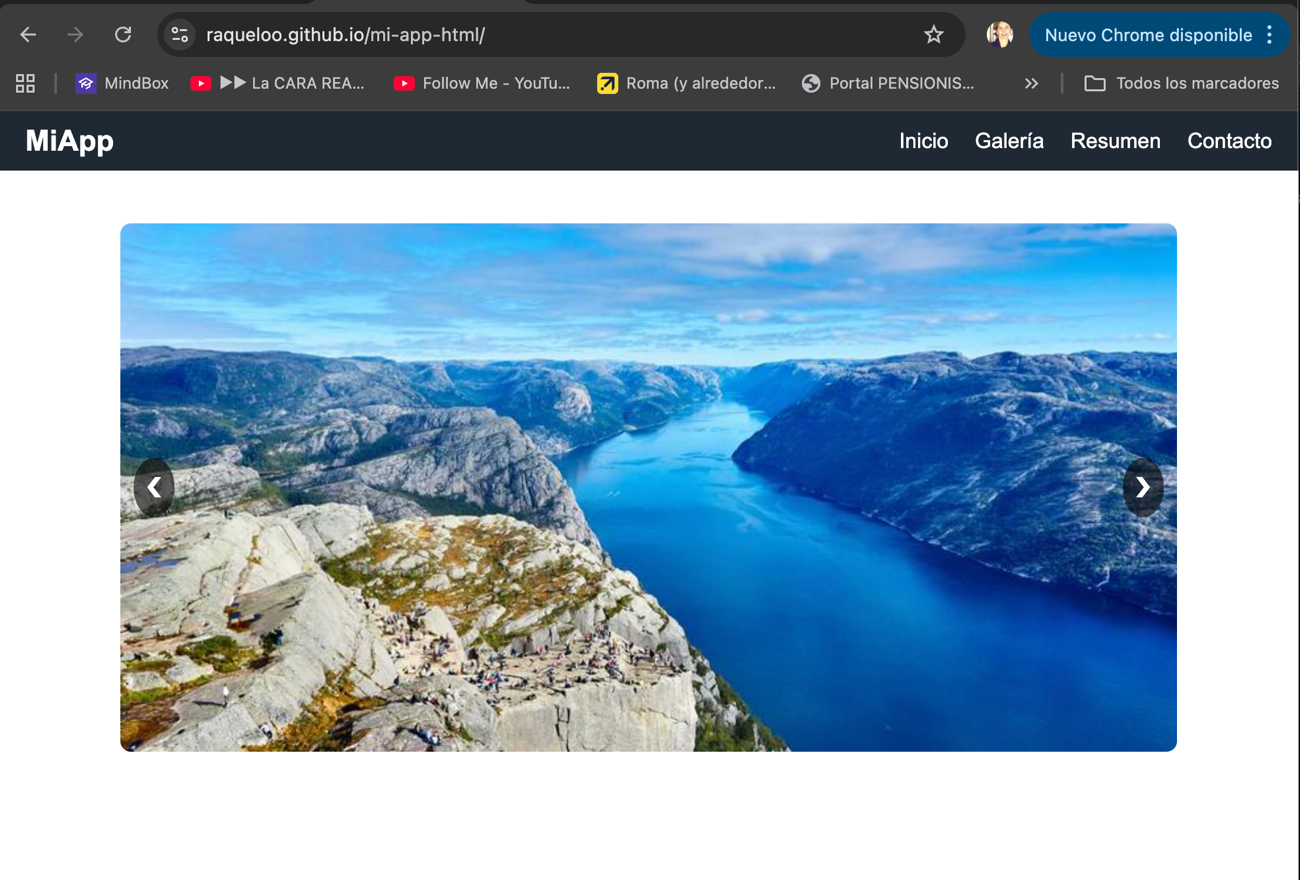 raqueloo.github.io/mi-app-html/
Nuevo Chrome disponible
MindBox
▶▶ La CARA REA...
Follow Me - YouTu...
Roma (y alrededor...
Portal PENSIONIS...
»
Todos los marcadores
MiApp
Inicio
Galería
Resumen
Contacto
❮
❯